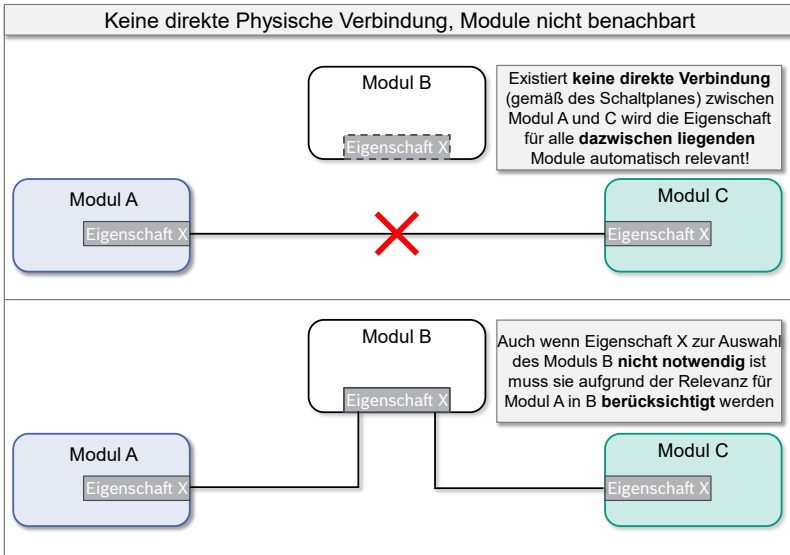 Keine direkte Physische Verbindung, Module nicht benachbart
Modul B
Eigenschaft X
Existiert keine direkte Verbindung
(gemäß des Schaltplanes) zwischen
Modul A und C wird die Eigenschaft
für alle dazwischen liegenden
Module automatisch relevant!
Modul A
Eigenschaft X
Modul C
Eigenschaft X
Modul B
Eigenschaft X
Auch wenn Eigenschaft X zur Auswahl
des Moduls B nicht notwendig ist
muss sie aufgrund der Relevanz für
Modul A in B berücksichtigt werden
Modul A
Eigenschaft X
Modul C
Eigenschaft X